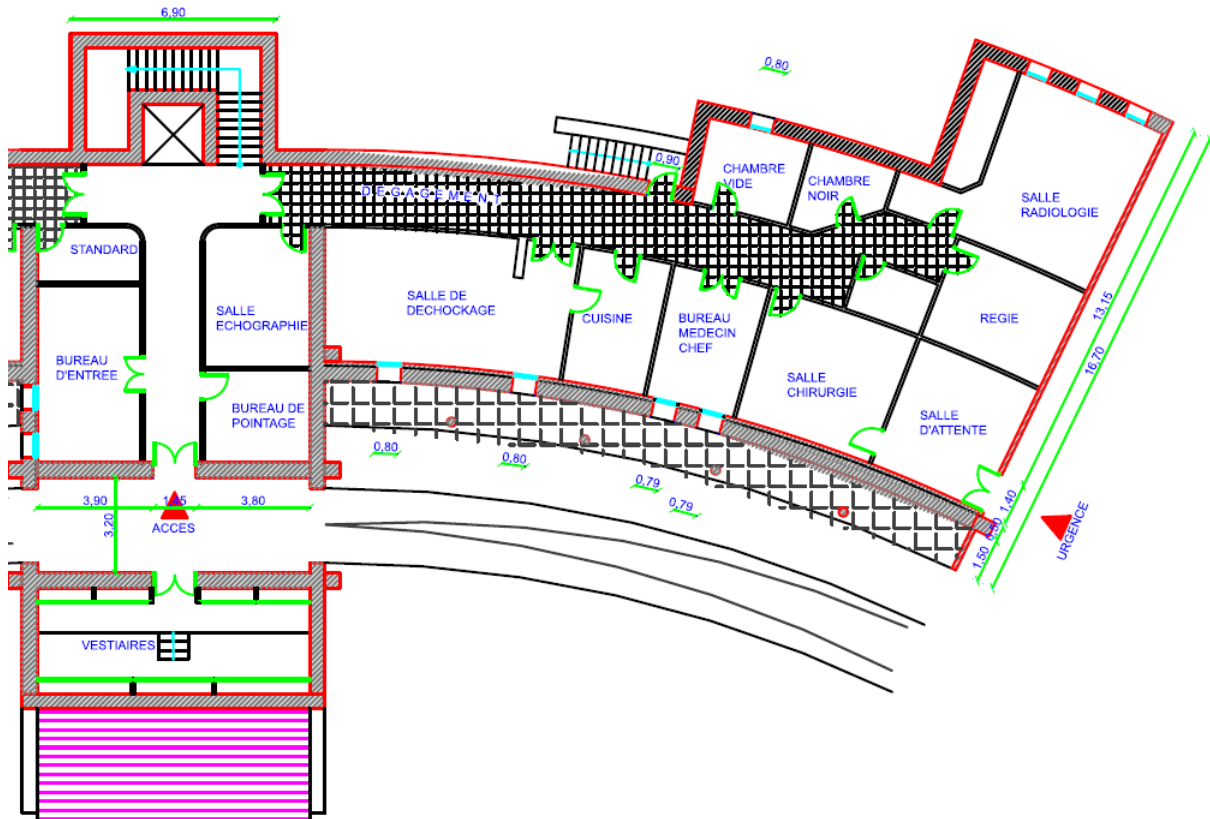 6,90
0,80
0,90
CHAMBRE
VIDE
CHAMBRE
NOIR
SALLE
RADIOLOGIE
DEGAGEMENT
STANDARD
SALLE
ECHOGRAPHIE
SALLE DE
DECHOCKAGE
CUISINE
BUREAU
MEDECIN
CHEF
REGIE
13,15
16,70
BUREAU
D'ENTREE
BUREAU DE
POINTAGE
SALLE
CHIRURGIE
SALLE
D'ATTENTE
0,80
0,80
0,79
0,79
3,90
3,80
3,20
ACCES
1,40
0,50
1,50
URGENCE
VESTIAIRES